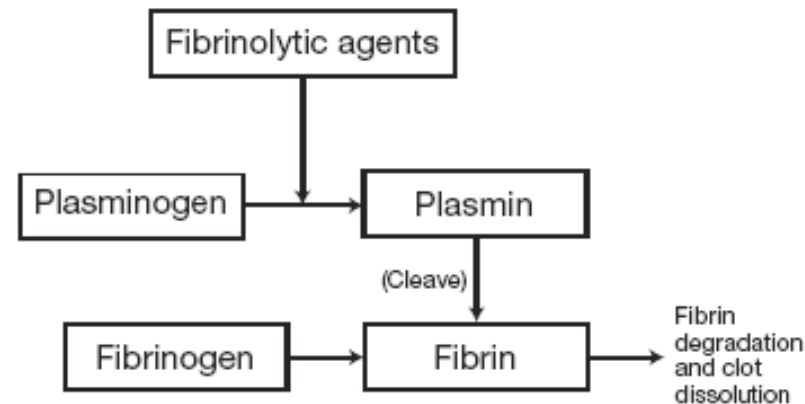 Fibrinolytic agents
Plasminogen
Plasmin
(Cleave)
Fibrinogen
Fibrin
Fibrin
degradation
and clot
dissolution